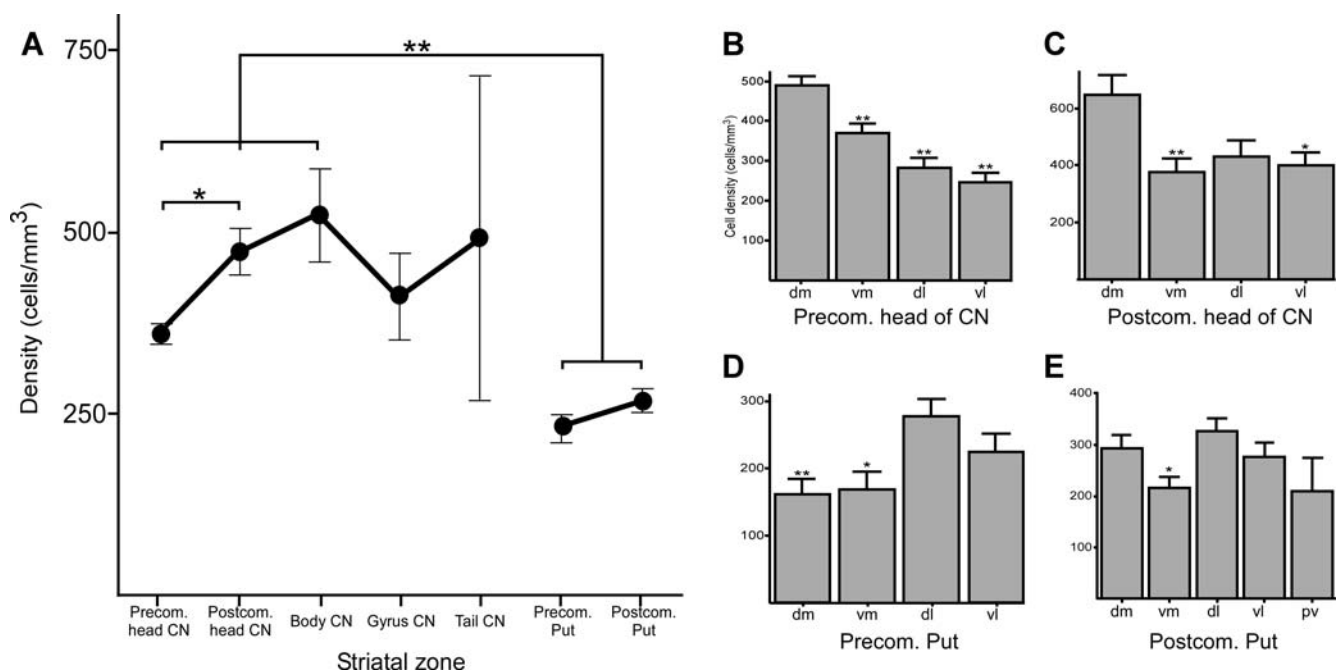 A
750
500
250
Density (cells/mm³)
**
*
Precom. head CN
Postcom. head CN
Body CN
Gyrus CN
Tail CN
Precom. Put
Postcom. Put
Striatal zone
B
500
400
300
200
100
Cell density (cells/mm³)
**
**
**
dm
vm
dl
vl
Precom. head of CN
C
600
400
200
**
*
dm
vm
dl
vl
Postcom. head of CN
D
300
200
100
**
*
dm
vm
dl
vl
Precom. Put
E
400
300
200
100
*
dm
vm
dl
vl
pv
Postcom. Put